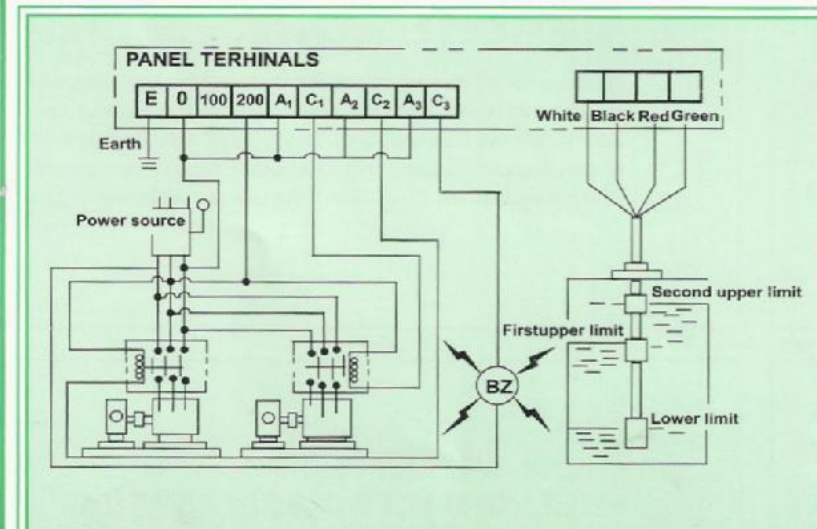 PANEL TERHINALS
E 0 100 200 A₁ C₁ A₂ C₂ A₃ C₃
White Black Red Green
Earth
Power source
Second upper limit
Firstupper limit
BZ
Lower limit